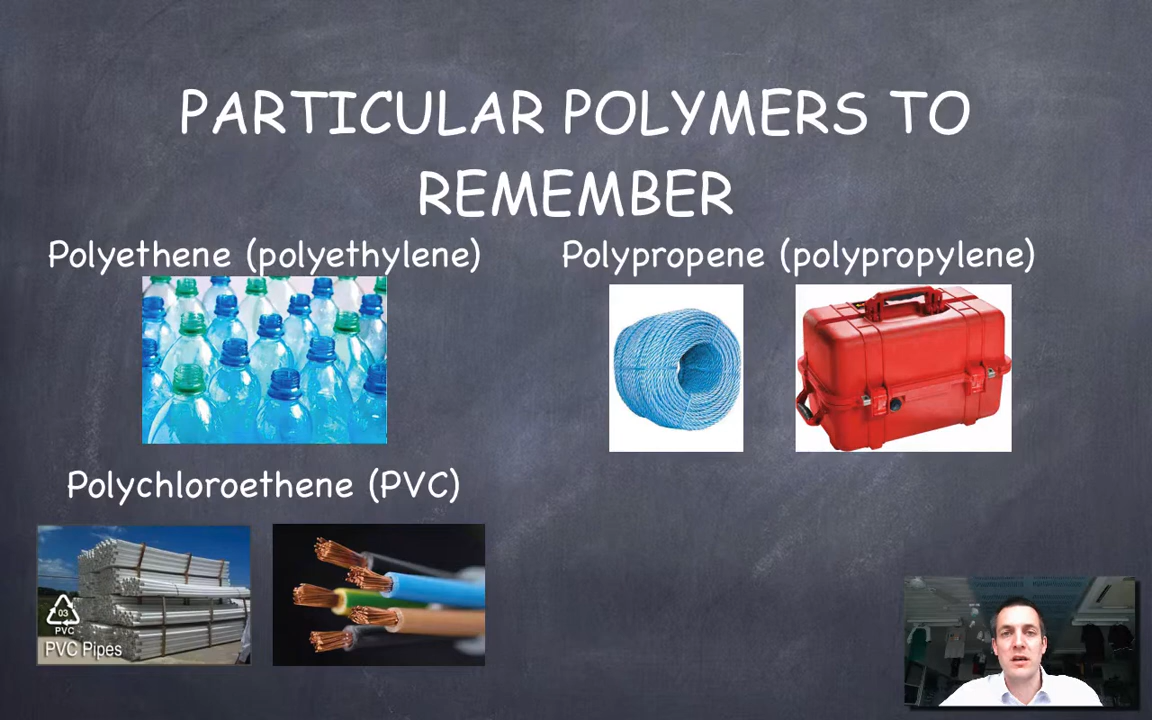 PARTICULAR POLYMERS TO
REMEMBER
Polyethene (polyethylene)
Polypropene (polypropylene)
Polychloroethene (PVC)
03
PVC
PVC Pipes